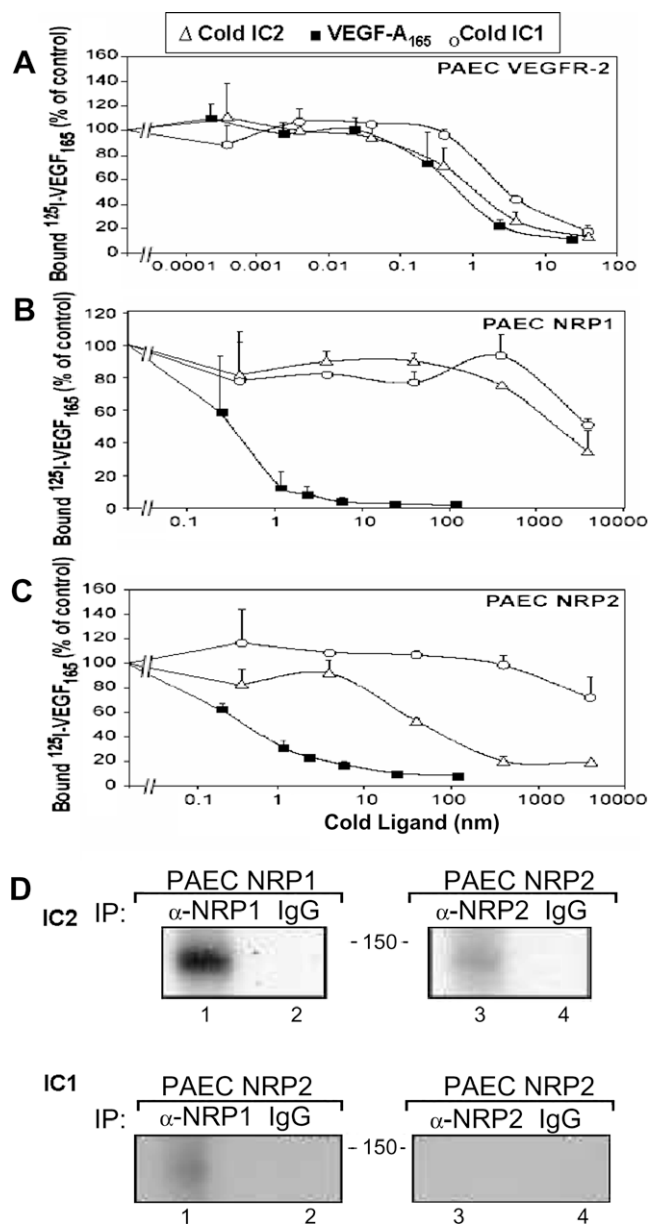 △ Cold IC2 ■ VEGF-A165 ○ Cold IC1
A
PAEC VEGFR-2
Bound 125I-VEGF165 (% of control)
160
140
120
100
80
60
40
20
0
0.0001 0.001 0.01 0.1 1 10 100
B
PAEC NRP1
Bound 125I-VEGF165 (% of control)
120
100
80
60
40
20
0
0.1 1 10 100 1000 10000
C
PAEC NRP2
Bound 125I-VEGF165 (% of control)
160
140
120
100
80
60
40
20
0
0.1 1 10 100 1000 10000
Cold Ligand (nm)
D
IC2
PAEC NRP1 PAEC NRP2
IP: α-NRP1 IgG - 150 - α-NRP2 IgG
1 2 3 4
IC1
PAEC NRP2 PAEC NRP2
IP: α-NRP1 IgG - 150 - α-NRP2 IgG
1 2 3 4